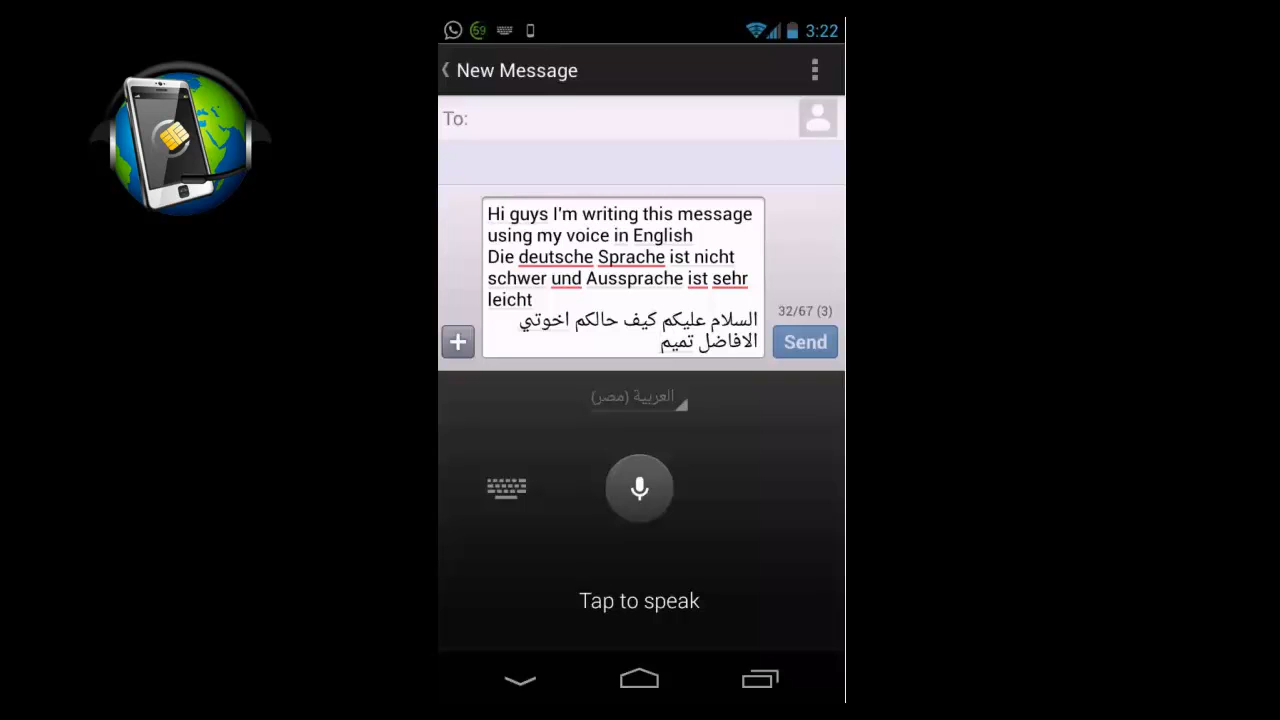 59
3:22
New Message
To:
Hi guys I'm writing this message
using my voice in English
Die deutsche Sprache ist nicht
schwer und Aussprache ist sehr
leicht
السلام عليكم كيف حالكم اخوتي
الافاضل تميم
32/67 (3)
Send
العربية (مصر)
Tap to speak